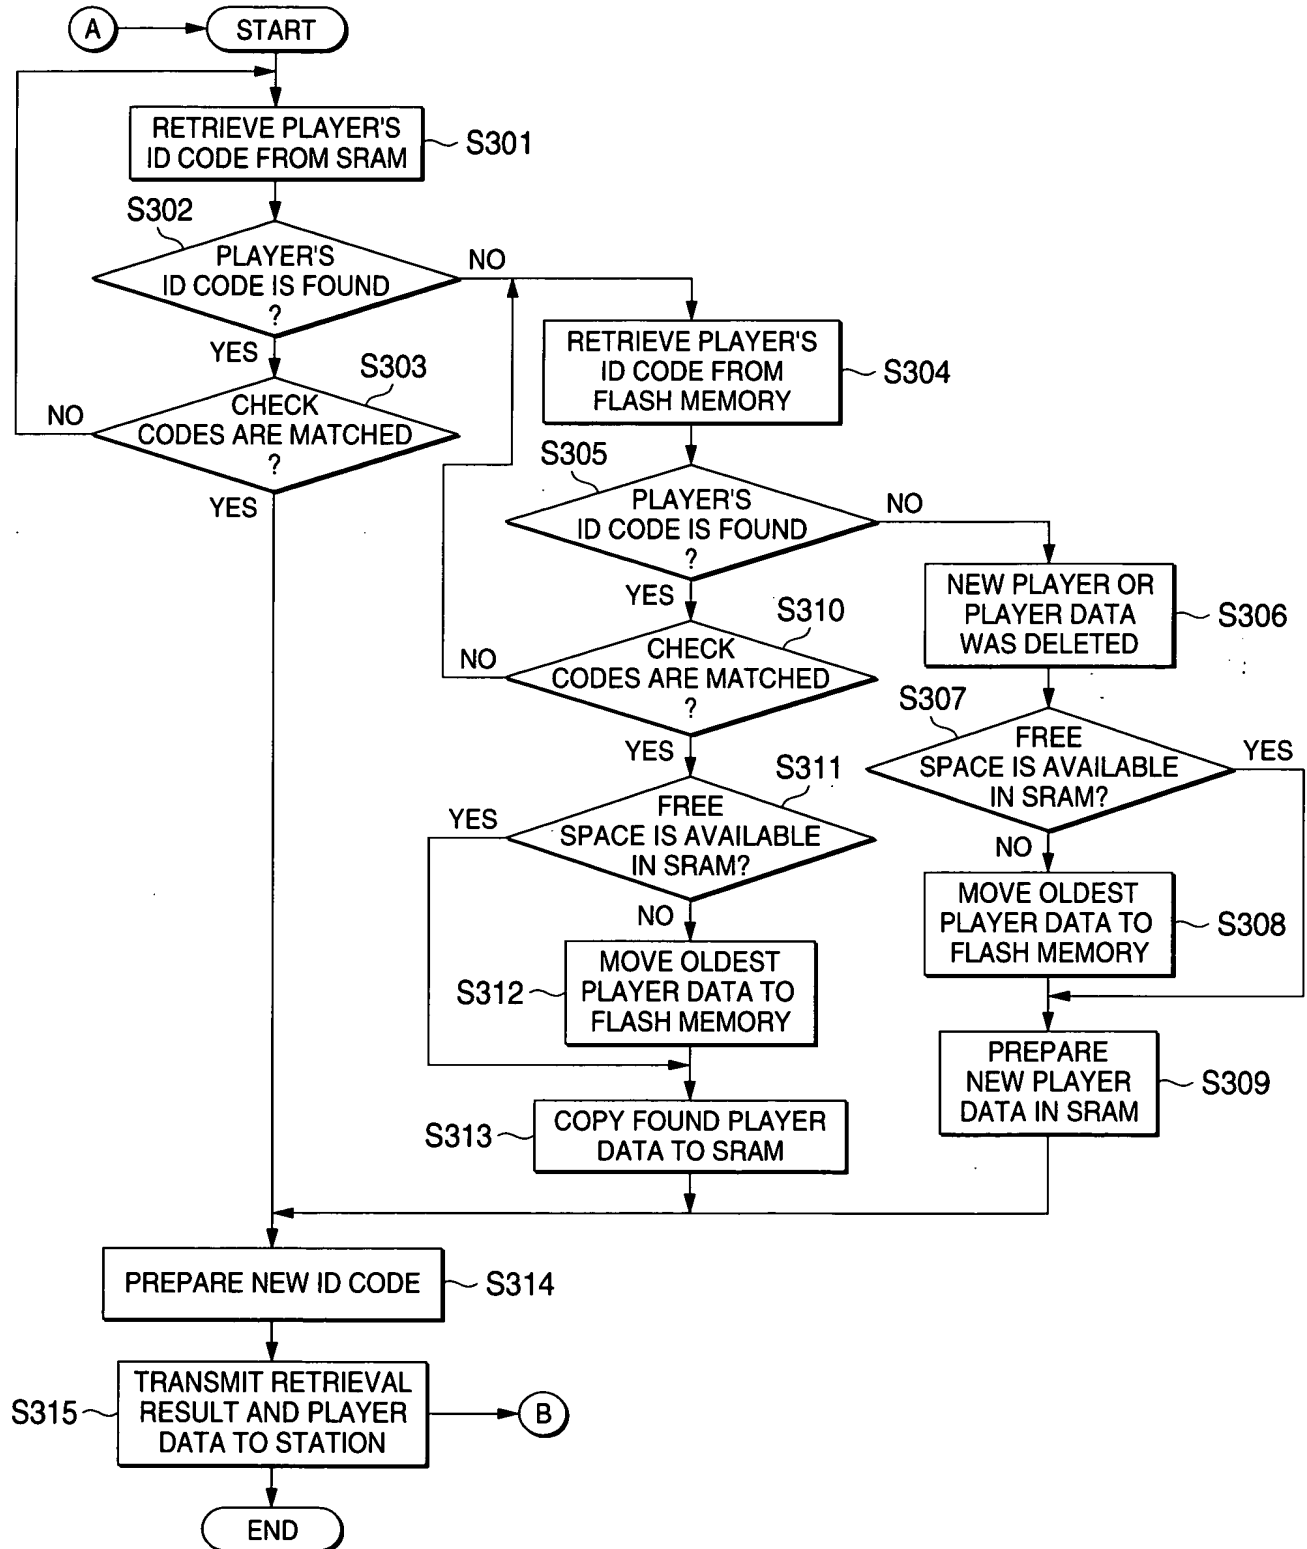 A
START
RETRIEVE PLAYER'S
ID CODE FROM SRAM
S301
S302
PLAYER'S
ID CODE IS FOUND
?
NO
YES
S303
CHECK
CODES ARE MATCHED
?
NO
YES
RETRIEVE PLAYER'S
ID CODE FROM
FLASH MEMORY
S304
S305
PLAYER'S
ID CODE IS FOUND
?
NO
YES
NEW PLAYER OR
PLAYER DATA
WAS DELETED
S306
S310
CHECK
CODES ARE MATCHED
?
NO
YES
S307
FREE
SPACE IS AVAILABLE
IN SRAM?
YES
NO
S311
FREE
SPACE IS AVAILABLE
IN SRAM?
YES
NO
MOVE OLDEST
PLAYER DATA TO
FLASH MEMORY
S308
S312
MOVE OLDEST
PLAYER DATA TO
FLASH MEMORY
PREPARE
NEW PLAYER
DATA IN SRAM
S309
S313
COPY FOUND PLAYER
DATA TO SRAM
PREPARE NEW ID CODE
S314
S315
TRANSMIT RETRIEVAL
RESULT AND PLAYER
DATA TO STATION
B
END